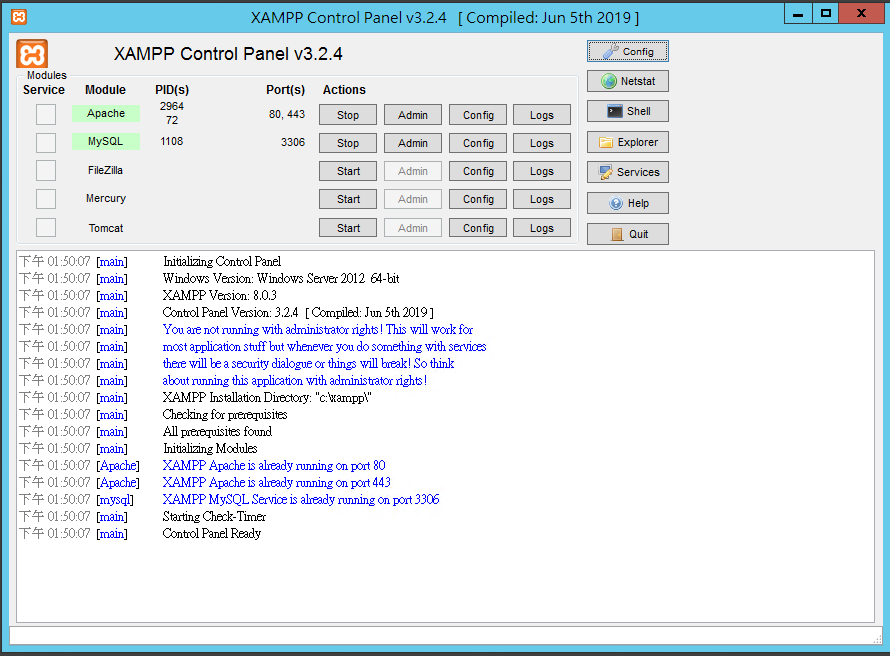 XAMPP Control Panel v3.2.4 [ Compiled: Jun 5th 2019 ]
XAMPP Control Panel v3.2.4
Config
Modules
Service Module PID(s) Port(s) Actions
Netstat
Apache 2964 72 80, 443 Stop Admin Config Logs
Shell
MySQL 1108 3306 Stop Admin Config Logs
Explorer
FileZilla Start Admin Config Logs
Services
Mercury Start Admin Config Logs
Help
Tomcat Start Admin Config Logs
Quit
下午 01:50:07 [main] Initializing Control Panel
下午 01:50:07 [main] Windows Version: Windows Server 2012 64-bit
下午 01:50:07 [main] XAMPP Version: 8.0.3
下午 01:50:07 [main] Control Panel Version: 3.2.4 [ Compiled: Jun 5th 2019 ]
下午 01:50:07 [main] You are not running with administrator rights! This will work for
下午 01:50:07 [main] most application stuff but whenever you do something with services
下午 01:50:07 [main] there will be a security dialogue or things will break! So think
下午 01:50:07 [main] about running this application with administrator rights!
下午 01:50:07 [main] XAMPP Installation Directory: "c:\xampp\"
下午 01:50:07 [main] Checking for prerequisites
下午 01:50:07 [main] All prerequisites found
下午 01:50:07 [main] Initializing Modules
下午 01:50:07 [Apache] XAMPP Apache is already running on port 80
下午 01:50:07 [Apache] XAMPP Apache is already running on port 443
下午 01:50:07 [mysql] XAMPP MySQL Service is already running on port 3306
下午 01:50:07 [main] Starting Check-Timer
下午 01:50:07 [main] Control Panel Ready